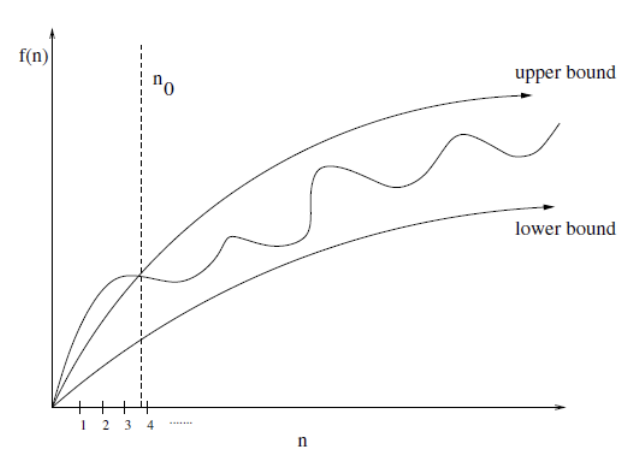 f(n)
n0
upper bound
lower bound
1 2 3 4 .......
n